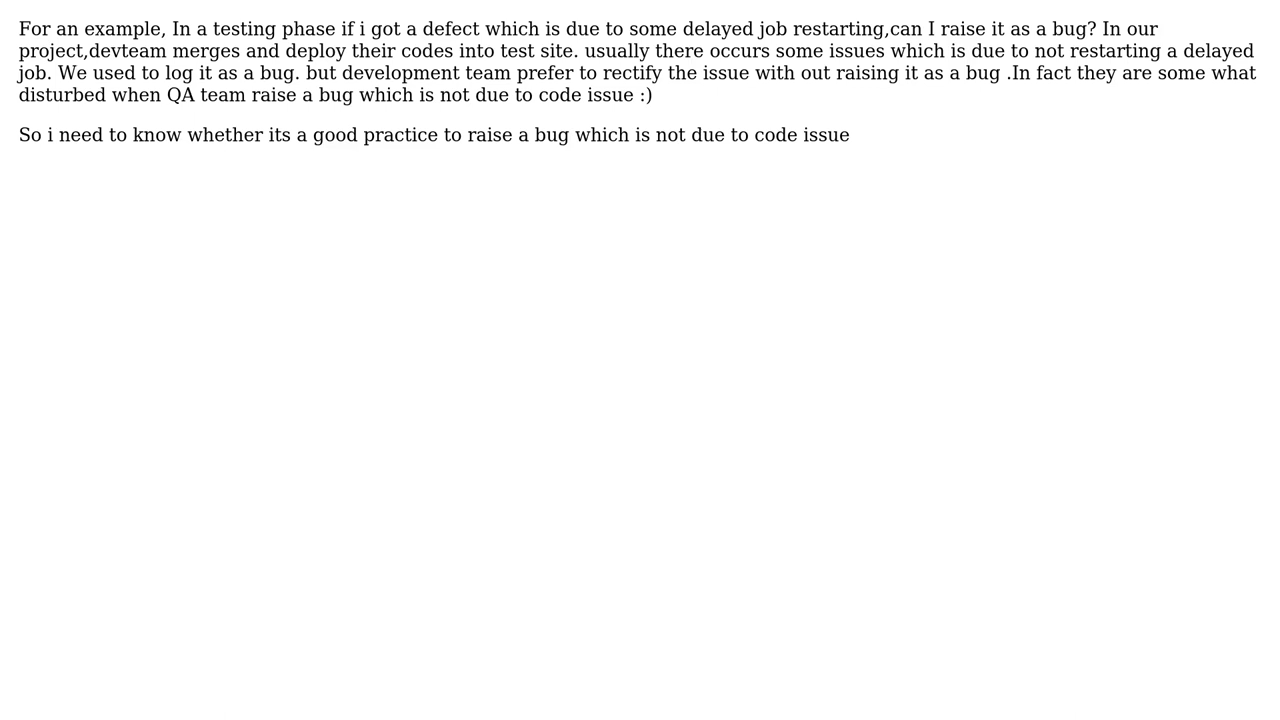 For an example, In a testing phase if i got a defect which is due to some delayed job restarting,can I raise it as a bug? In our
project,devteam merges and deploy their codes into test site. usually there occurs some issues which is due to not restarting a delayed
job. We used to log it as a bug. but development team prefer to rectify the issue with out raising it as a bug .In fact they are some what
disturbed when QA team raise a bug which is not due to code issue :)
So i need to know whether its a good practice to raise a bug which is not due to code issue